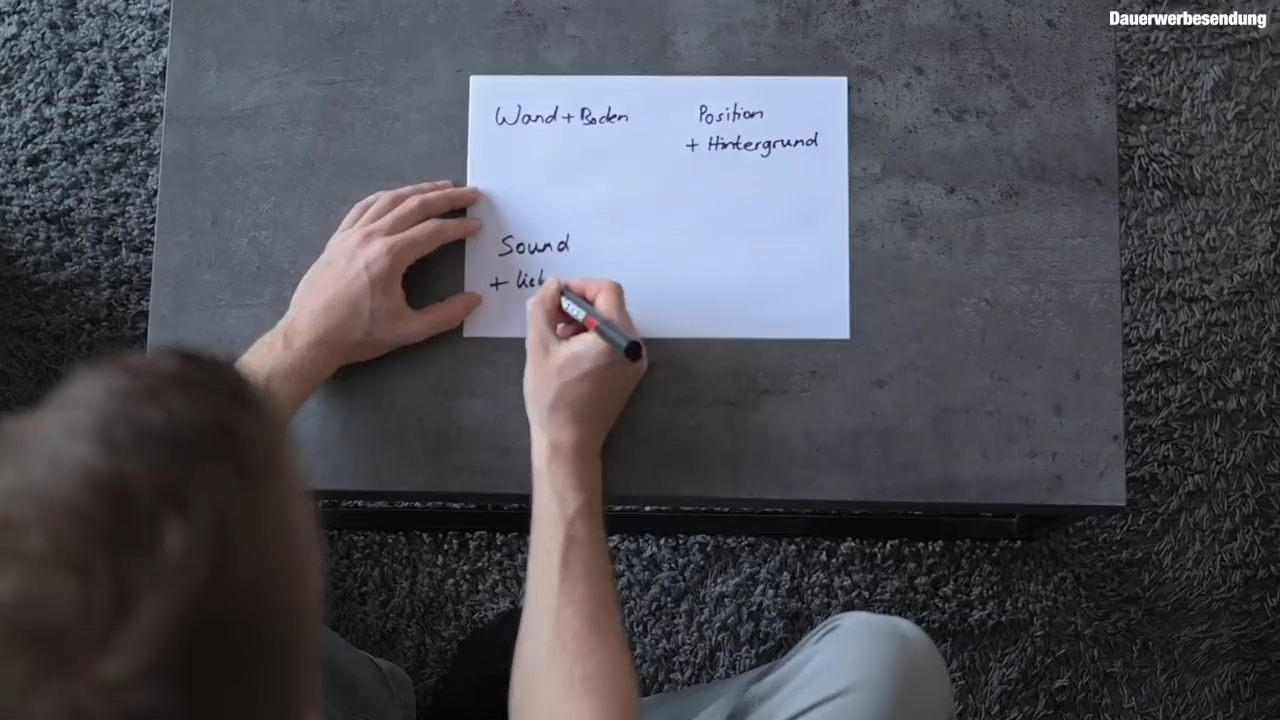 Dauerwerbesendung
Wand + Boden
Position
+ Hintergrund
Sound
+